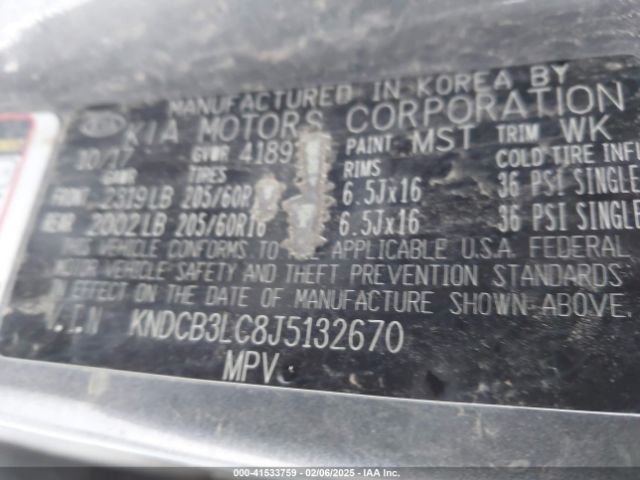 MANUFACTURED IN KOREA BY
KIA MOTORS CORPORATION
10/17 GVWR 4189 PAINT MST TRIM WK
GAWR TIRES RIMS COLD TIRE INFL
FRONT 2319LB 205/60R 6.5Jx16 36 PSI SINGLE
REAR 2002LB 205/60R16 6.5Jx16 36 PSI SINGLE
THIS VEHICLE CONFORMS TO ALL APPLICABLE U.S.A. FEDERAL
MOTOR VEHICLE SAFETY AND THEFT PREVENTION STANDARDS
IN EFFECT ON THE DATE OF MANUFACTURE SHOWN ABOVE.
V.I.N KNDCB3LC8J5132670
MPV
000-41533759 - 02/06/2025 - IAA Inc.